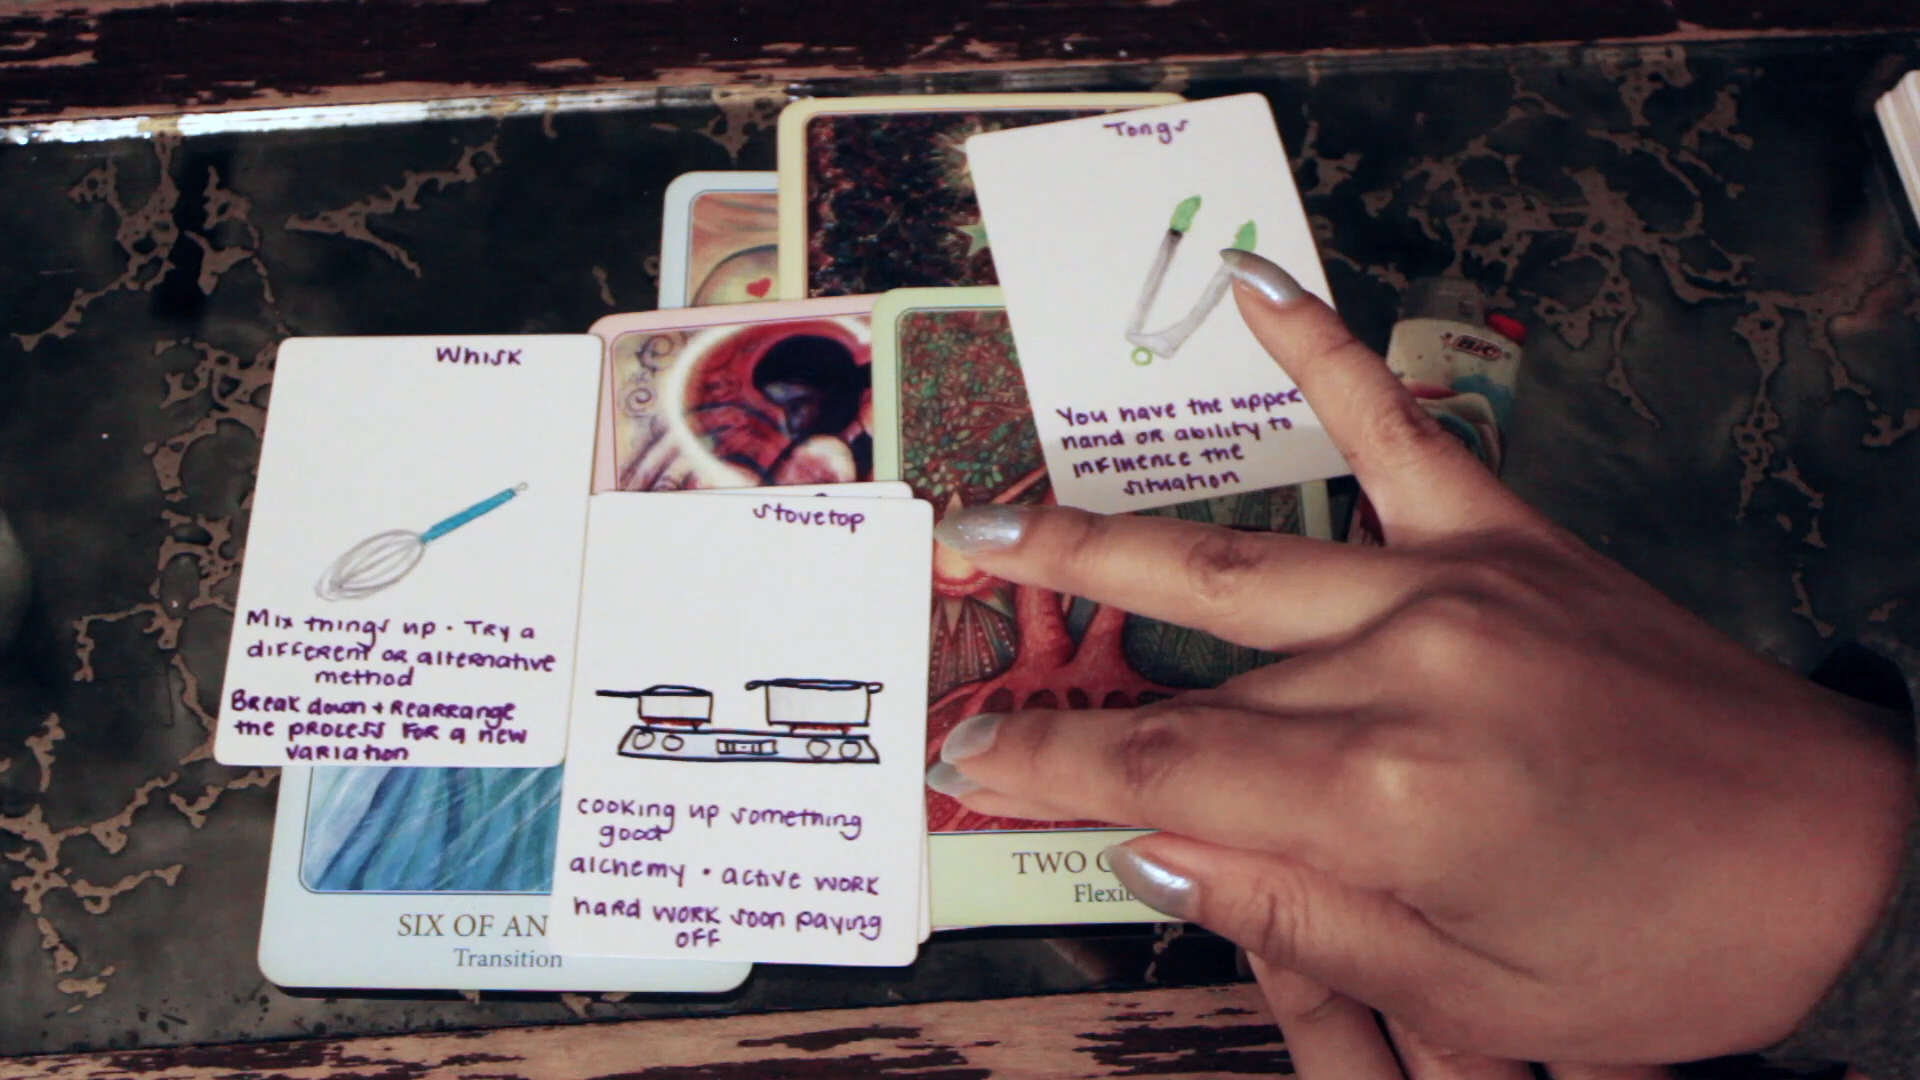 Tongs
You have the upper
hand or ability to
influence the
situation
BIC
Whisk
Mix things up • Try a
different or alternative
method
Break down + Rearrange
the process for a new
variation
Stovetop
cooking up something
good
alchemy • active work
hard work soon paying
off
SIX OF
Transition
TWO